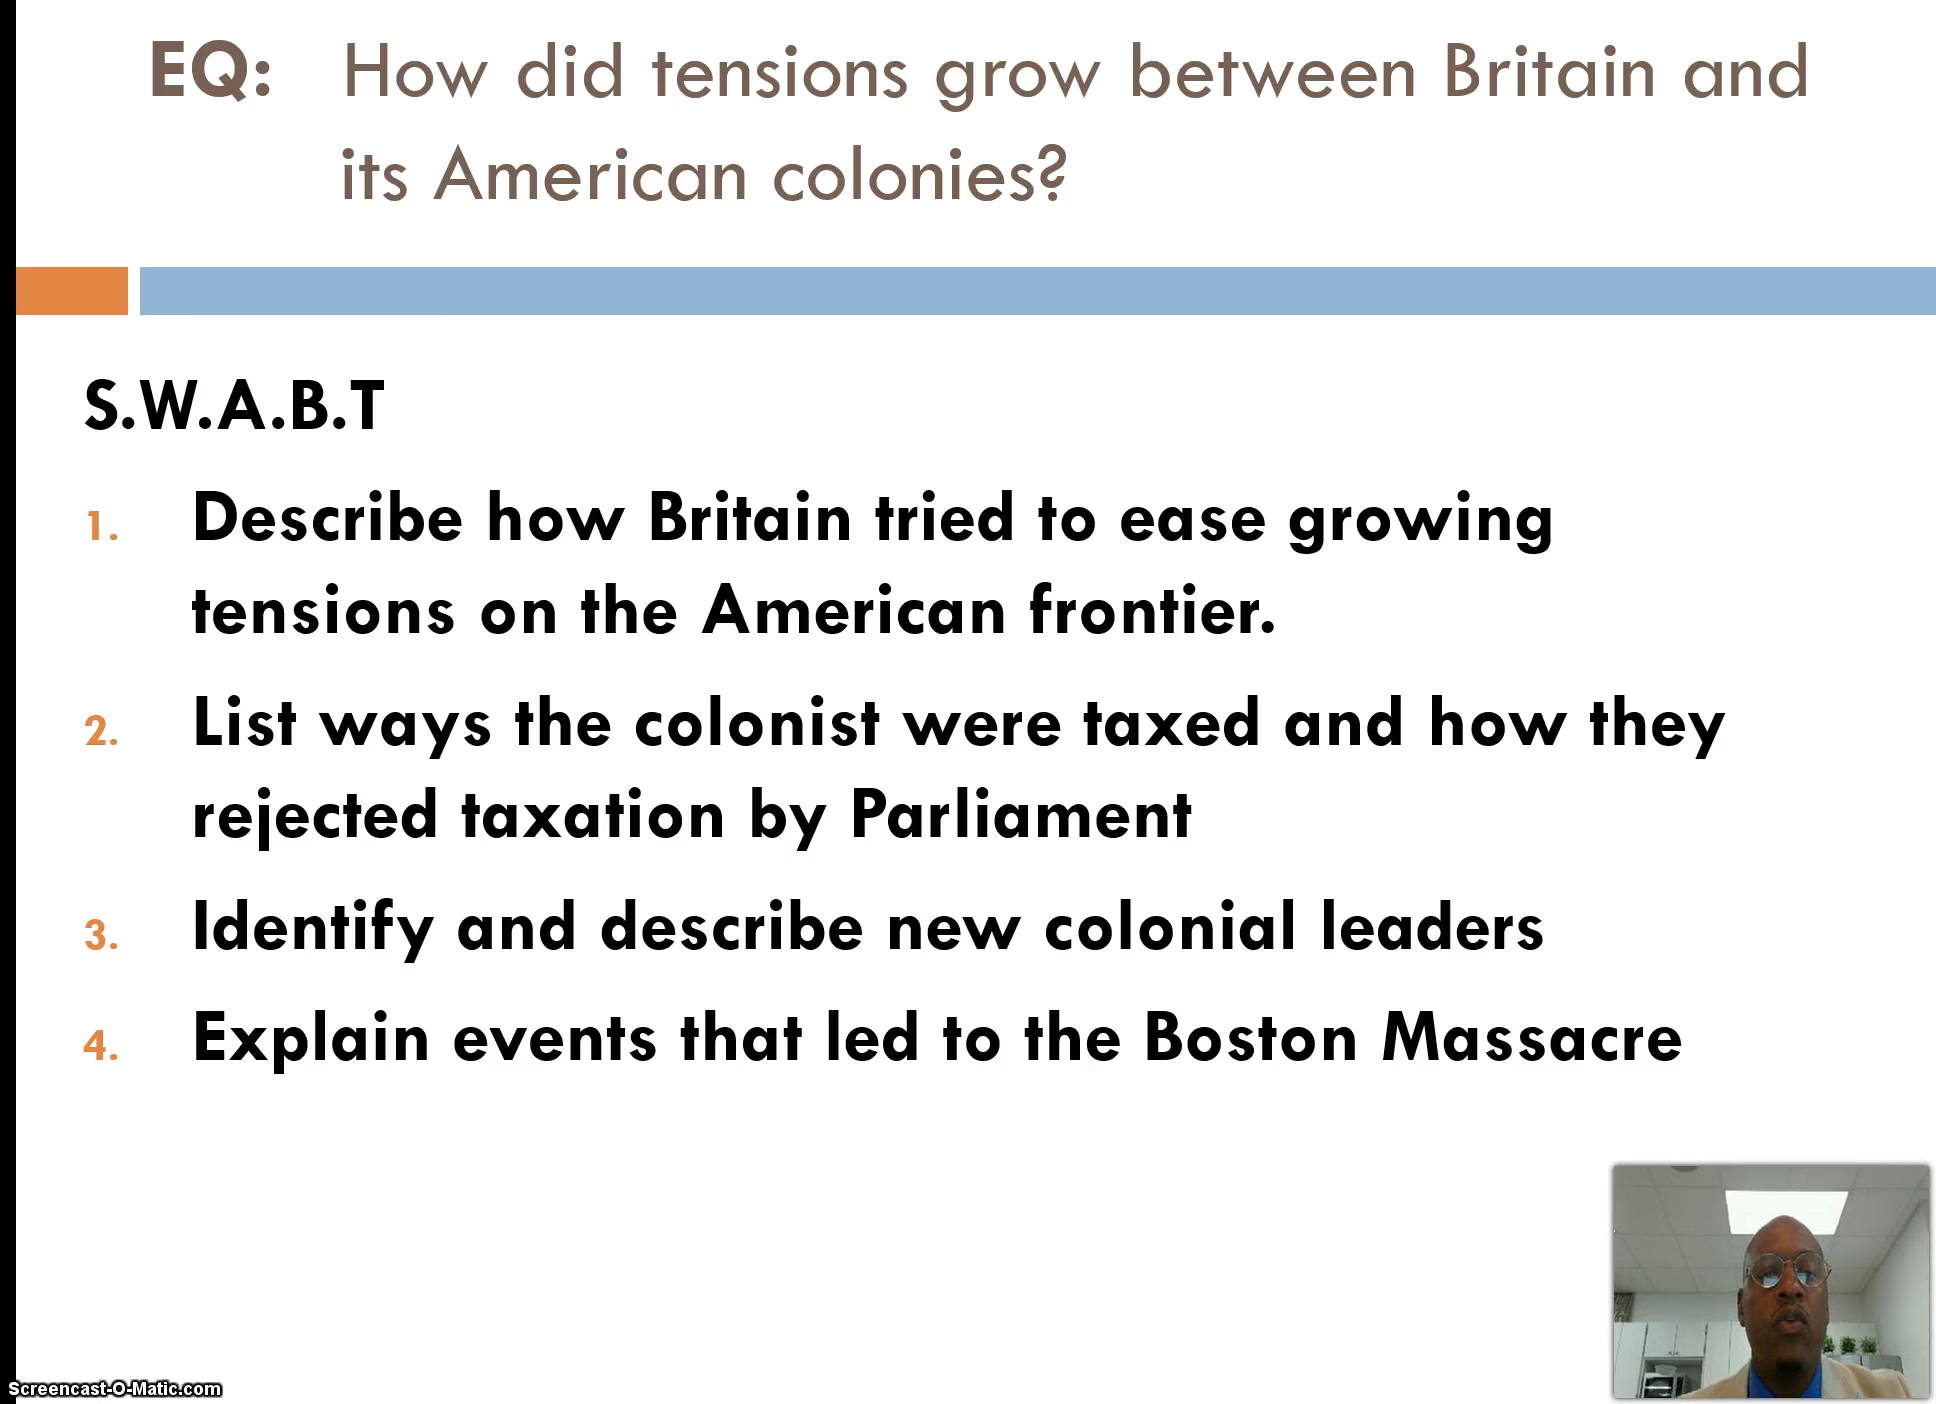 EQ: How did tensions grow between Britain and
its American colonies?
S.W.A.B.T
1. Describe how Britain tried to ease growing
tensions on the American frontier.
2. List ways the colonist were taxed and how they
rejected taxation by Parliament
3. Identify and describe new colonial leaders
4. Explain events that led to the Boston Massacre
Screencast-O-Matic.com